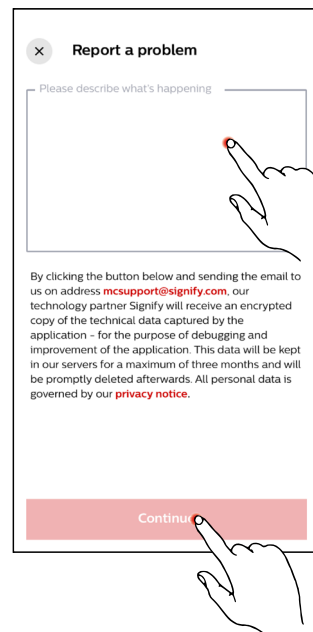 Report a problem
Please describe what's happening
By clicking the button below and sending the email to
us on address mcsupport@signify.com, our
technology partner Signify will receive an encrypted
copy of the technical data captured by the
application - for the purpose of debugging and
improvement of the application. This data will be kept
in our servers for a maximum of three months and will
be promptly deleted afterwards. All personal data is
governed by our privacy notice.
Continue